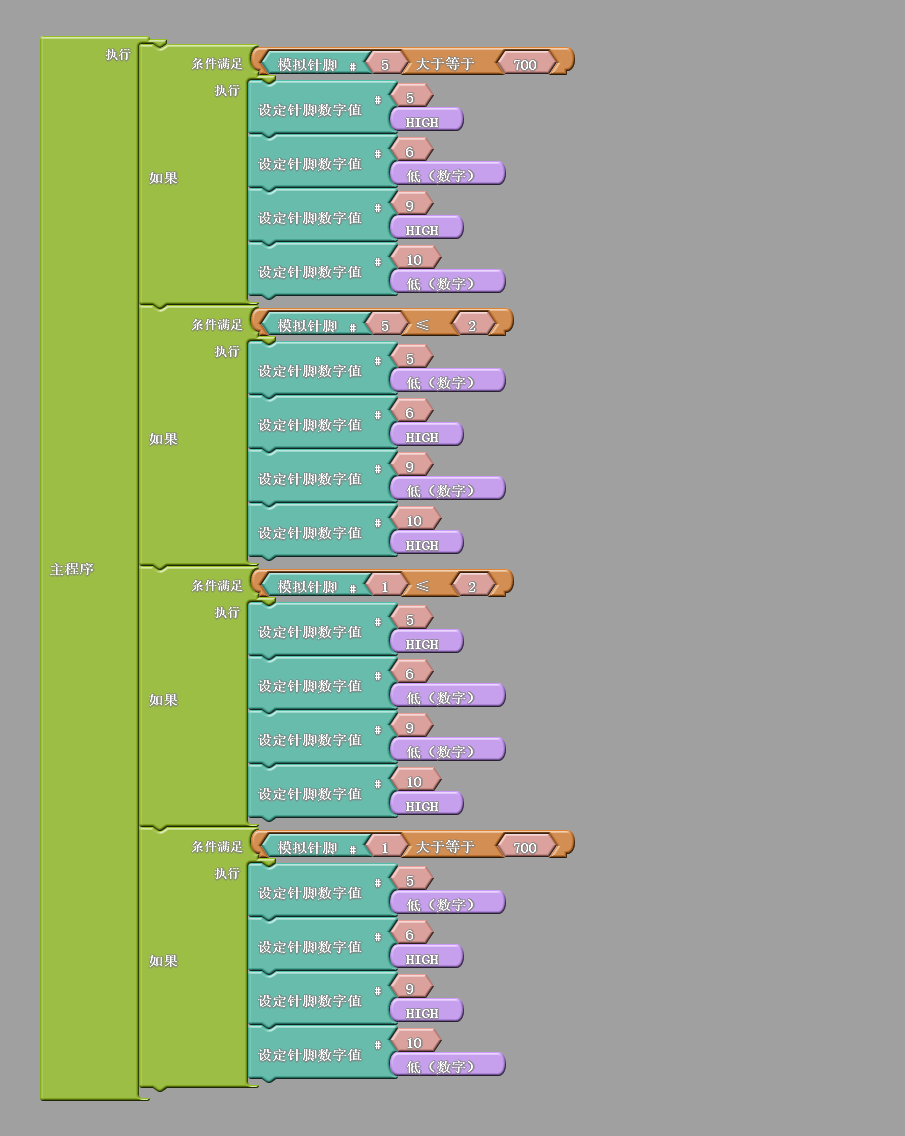 主程序
执行
如果
条件满足 模拟针脚 # 5 大于等于 700
执行
设定针脚数字值 # 5
HIGH
设定针脚数字值 # 6
低（数字）
设定针脚数字值 # 9
HIGH
设定针脚数字值 # 10
低（数字）
如果
条件满足 模拟针脚 # 5 ≤ 2
执行
设定针脚数字值 # 5
低（数字）
设定针脚数字值 # 6
HIGH
设定针脚数字值 # 9
低（数字）
设定针脚数字值 # 10
HIGH
如果
条件满足 模拟针脚 # 1 ≤ 2
执行
设定针脚数字值 # 5
HIGH
设定针脚数字值 # 6
低（数字）
设定针脚数字值 # 9
低（数字）
设定针脚数字值 # 10
HIGH
如果
条件满足 模拟针脚 # 1 大于等于 700
执行
设定针脚数字值 # 5
低（数字）
设定针脚数字值 # 6
HIGH
设定针脚数字值 # 9
HIGH
设定针脚数字值 # 10
低（数字）